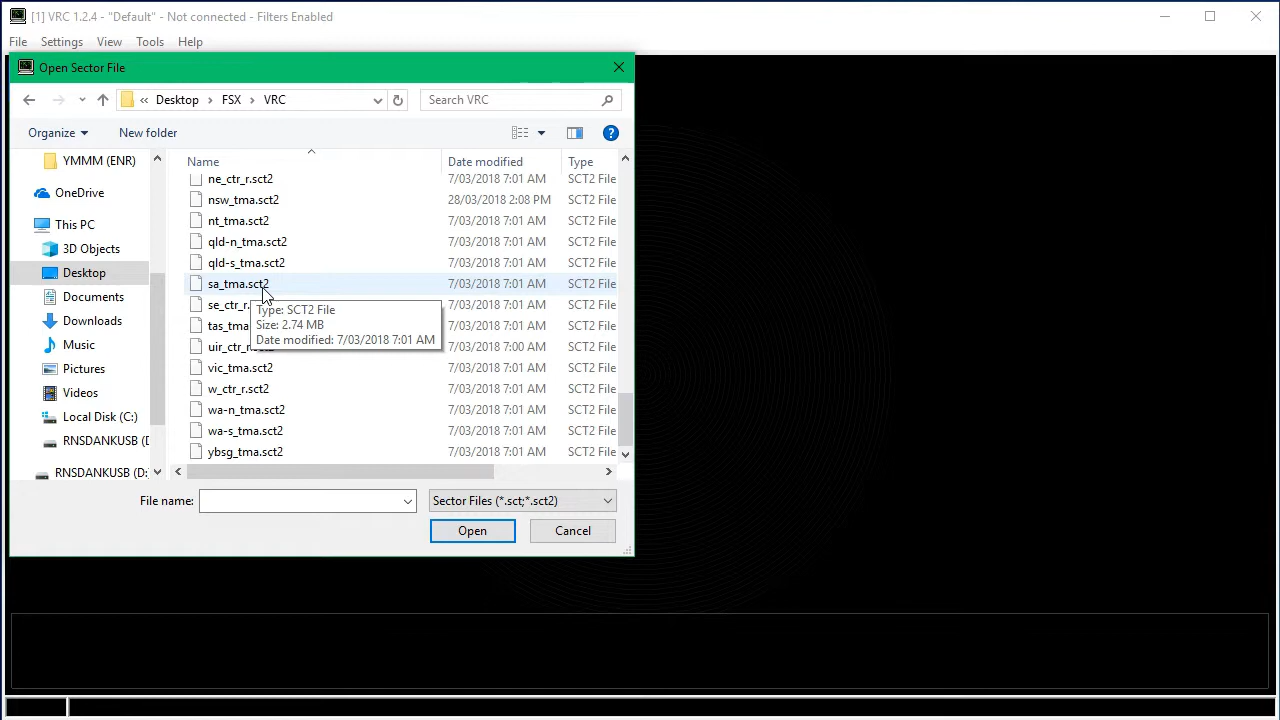 [1] VRC 1.2.4 - "Default" - Not connected - Filters Enabled
File Settings View Tools Help
Open Sector File
« Desktop > FSX > VRC
Search VRC
Organize New folder
Name Date modified Type
YMMM (ENR)
OneDrive
This PC
3D Objects
Desktop
Documents
Downloads
Music
Pictures
Videos
Local Disk (C:)
RNSDANKUSB (D
RNSDANKUSB (D:
ne_ctr_r.sct2 7/03/2018 7:01 AM SCT2 File
nsw_tma.sct2 28/03/2018 2:08 PM SCT2 File
nt_tma.sct2 7/03/2018 7:01 AM SCT2 File
qld-n_tma.sct2 7/03/2018 7:01 AM SCT2 File
qld-s_tma.sct2 7/03/2018 7:01 AM SCT2 File
sa_tma.sct2 7/03/2018 7:01 AM SCT2 File
se_ctr_r. 7/03/2018 7:01 AM SCT2 File
tas_tma 7/03/2018 7:01 AM SCT2 File
uir_ctr_r.sct2 7/03/2018 7:00 AM SCT2 File
vic_tma.sct2 7/03/2018 7:01 AM SCT2 File
w_ctr_r.sct2 7/03/2018 7:01 AM SCT2 File
wa-n_tma.sct2 7/03/2018 7:01 AM SCT2 File
wa-s_tma.sct2 7/03/2018 7:01 AM SCT2 File
ybsg_tma.sct2 7/03/2018 7:01 AM SCT2 File
Type: SCT2 File
Size: 2.74 MB
Date modified: 7/03/2018 7:01 AM
File name: Sector Files (*.sct;*.sct2)
Open Cancel